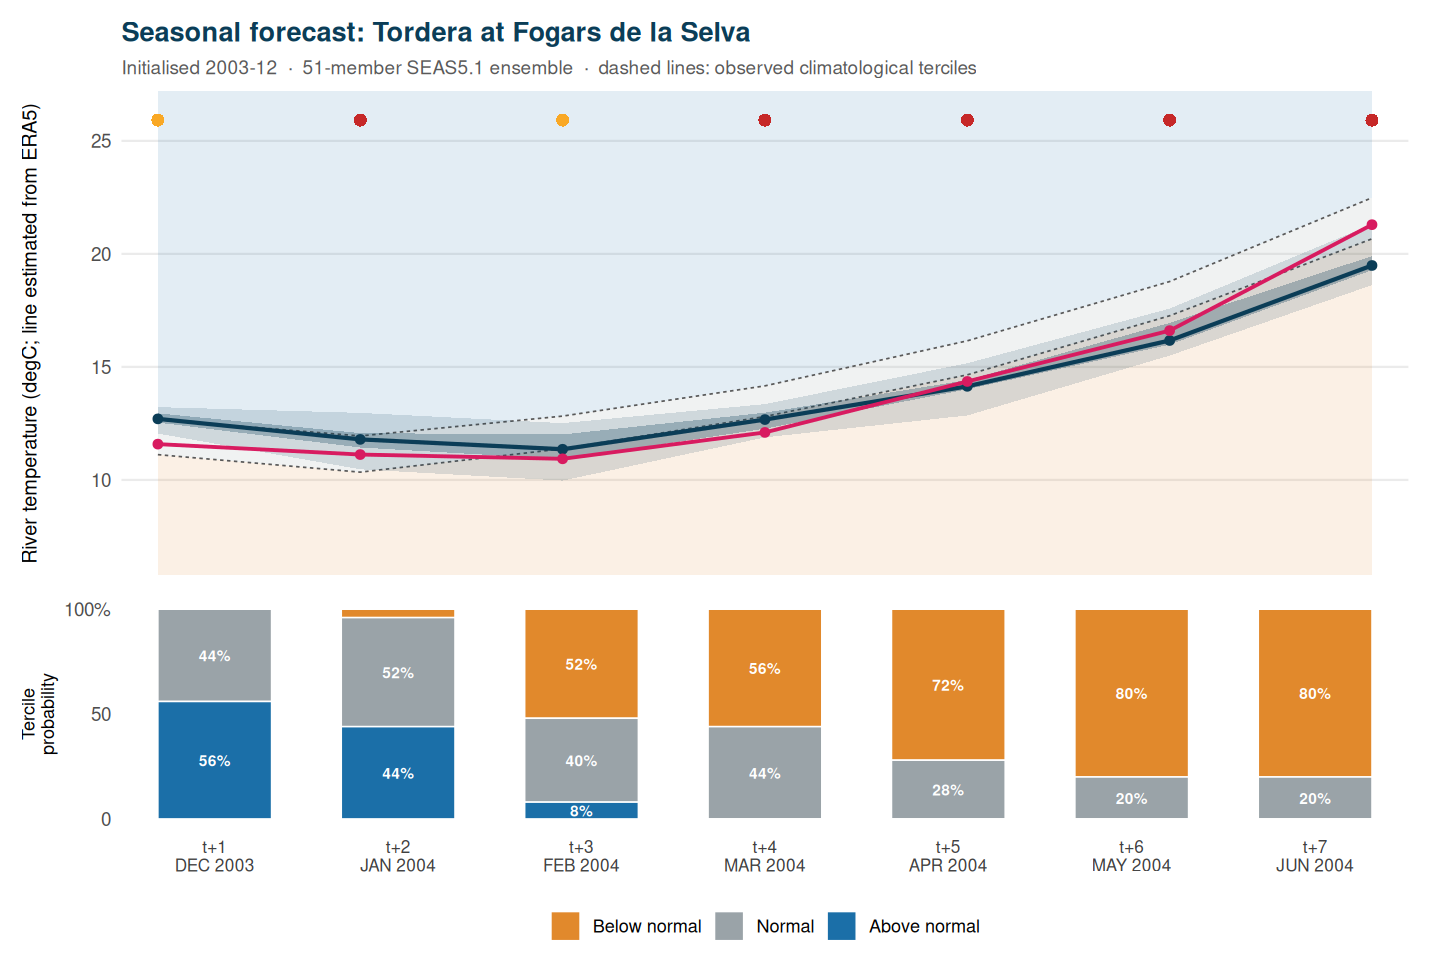 Seasonal forecast: Tordera at Fogars de la Selva
Initialised 2003-12 · 51-member SEAS5.1 ensemble · dashed lines: observed climatological terciles
River temperature (degC; line estimated from ERA5)
25
20
15
10
Tercile
probability
100%
50
0
44%
56%
52%
44%
52%
40%
8%
56%
44%
72%
28%
80%
20%
80%
20%
t+1
DEC 2003
t+2
JAN 2004
t+3
FEB 2004
t+4
MAR 2004
t+5
APR 2004
t+6
MAY 2004
t+7
JUN 2004
Below normal
Normal
Above normal